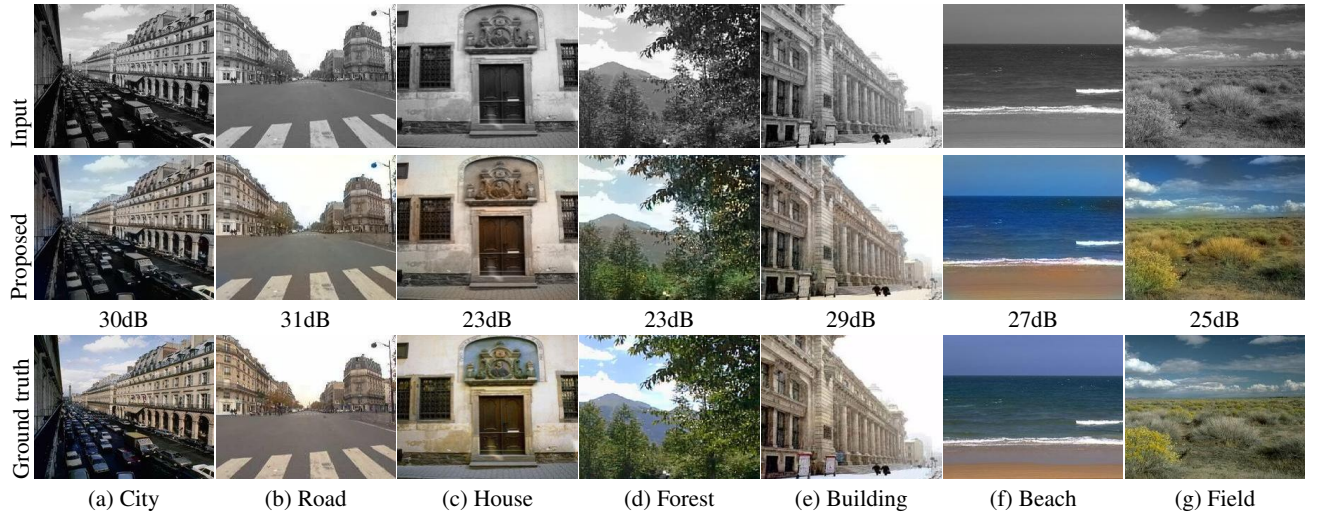 Input
Proposed
30dB 31dB 23dB 23dB 29dB 27dB 25dB
Ground truth
(a) City (b) Road (c) House (d) Forest (e) Building (f) Beach (g) Field